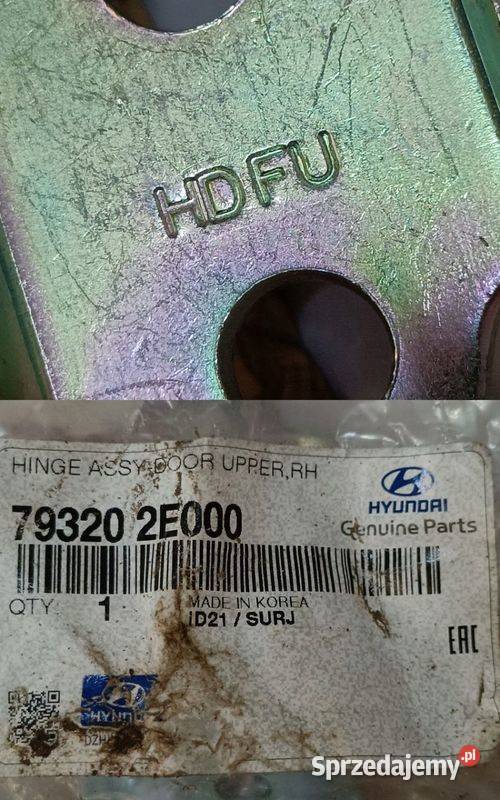 HDFU
HINGE ASSY-DOOR UPPER,RH
79320 2E000
HYUNDAI
Genuine Parts
QTY 1
MADE IN KOREA
ID21 / SURJ
EAC
HYUNDAI
Sprzedajemy.pl